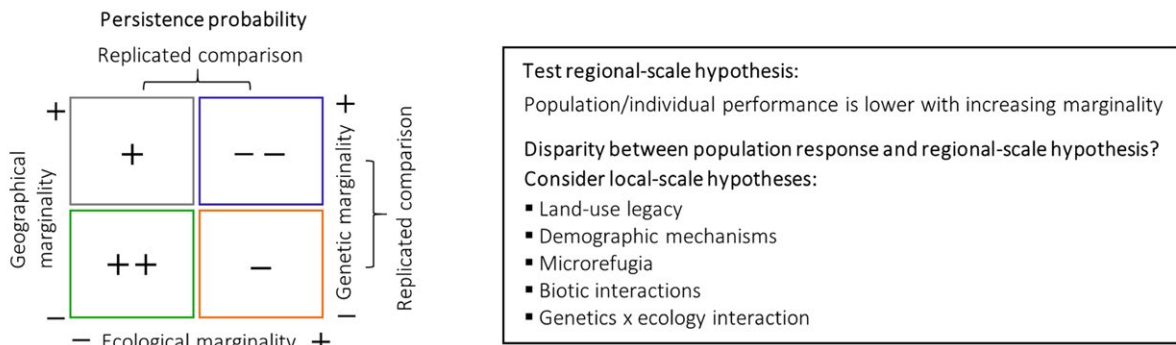 Persistence probability
Replicated comparison
+
Geographical marginality
−
+
− −
+ +
−
+
Genetic marginality
−
Replicated comparison
− Ecological marginality +
Test regional-scale hypothesis:
Population/individual performance is lower with increasing marginality
Disparity between population response and regional-scale hypothesis?
Consider local-scale hypotheses:
▪ Land-use legacy
▪ Demographic mechanisms
▪ Microrefugia
▪ Biotic interactions
▪ Genetics x ecology interaction